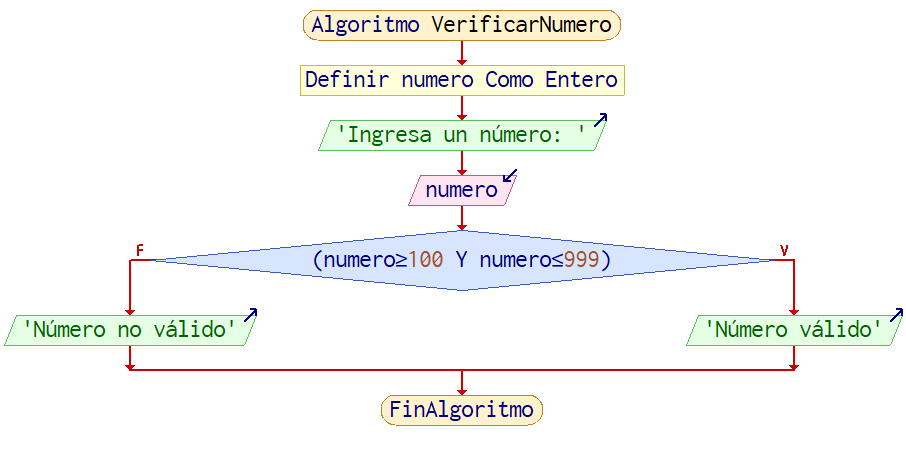 Algoritmo VerificarNumero
Definir numero Como Entero
'Ingresa un número: '
numero
F
V
(numero≥100 Y numero≤999)
'Número no válido'
'Número válido'
FinAlgoritmo